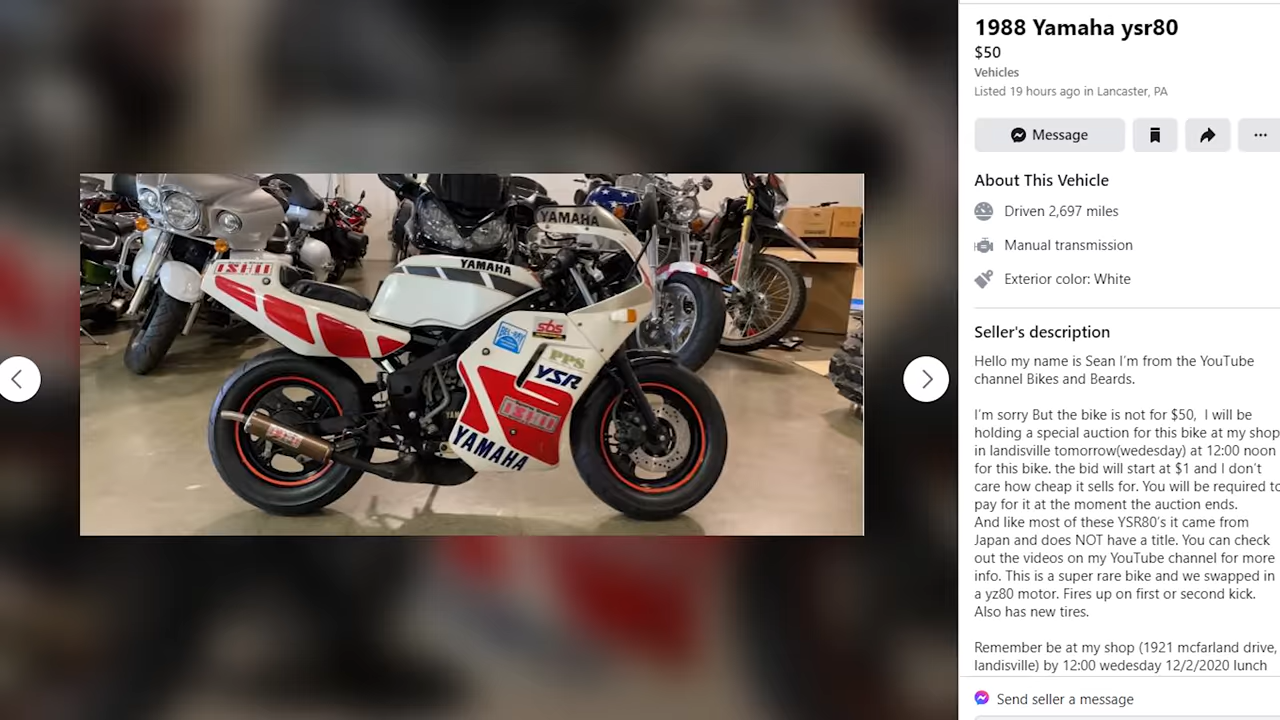 1988 Yamaha ysr80
$50
Vehicles
Listed 19 hours ago in Lancaster, PA
Message
About This Vehicle
Driven 2,697 miles
Manual transmission
Exterior color: White
Seller's description
Hello my name is Sean I'm from the YouTube
channel Bikes and Beards.
I'm sorry But the bike is not for $50, I will be
holding a special auction for this bike at my shop
in landisville tomorrow(wedesday) at 12:00 noon
for this bike. the bid will start at $1 and I don't
care how cheap it sells for. You will be required to
pay for it at the moment the auction ends.
And like most of these YSR80's it came from
Japan and does NOT have a title. You can check
out the videos on my YouTube channel for more
info. This is a super rare bike and we swapped in
a yz80 motor. Fires up on first or second kick.
Also has new tires.
Remember be at my shop (1921 mcfarland drive,
landisville) by 12:00 wedesday 12/2/2020 lunch
Send seller a message
YAMAHA
YAMAHA
BEL-RAY
SBS
PPS
YSR
YAMAHA